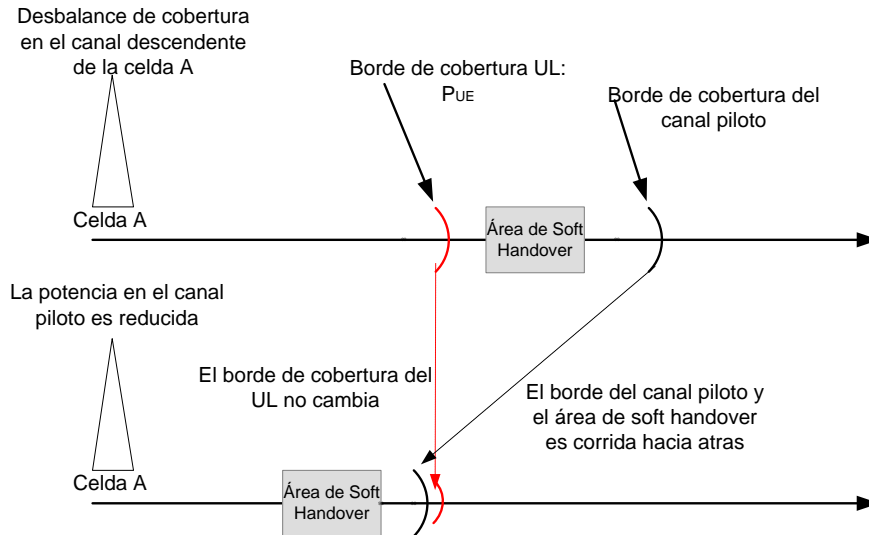 Desbalance de cobertura
en el canal descendente
de la celda A
Borde de cobertura UL:
PUE
Borde de cobertura del
canal piloto
Celda A
Área de Soft
Handover
La potencia en el canal
piloto es reducida
El borde de cobertura del
UL no cambia
El borde del canal piloto y
el área de soft handover
es corrida hacia atras
Celda A
Área de Soft
Handover